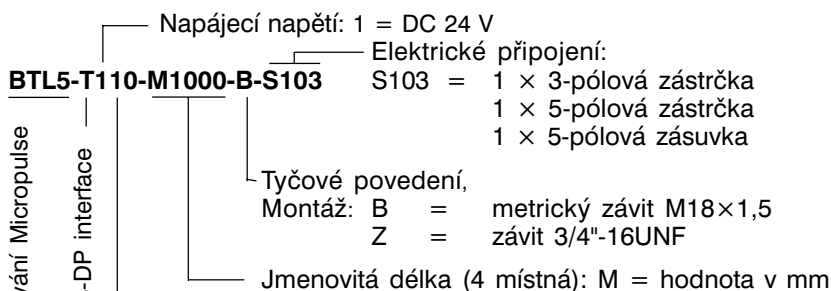 Napájecí napětí: 1 = DC 24 V
Elektrické připojení:
BTL5-T110-M1000-B-S103
S103 = 1 × 3-pólová zástrčka
1 × 5-pólová zástrčka
1 × 5-pólová zásuvka
Tyčové povedení,
Montáž: B = metrický závit M18×1,5
Z = závit 3/4"-16UNF
Jmenovitá délka (4 místná): M = hodnota v mm
Micropulse
-DP interface